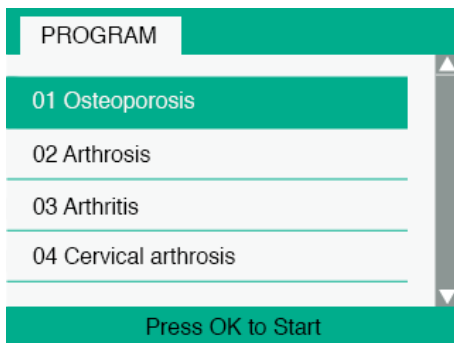 PROGRAM
01 Osteoporosis
02 Arthrosis
03 Arthritis
04 Cervical arthrosis
Press OK to Start